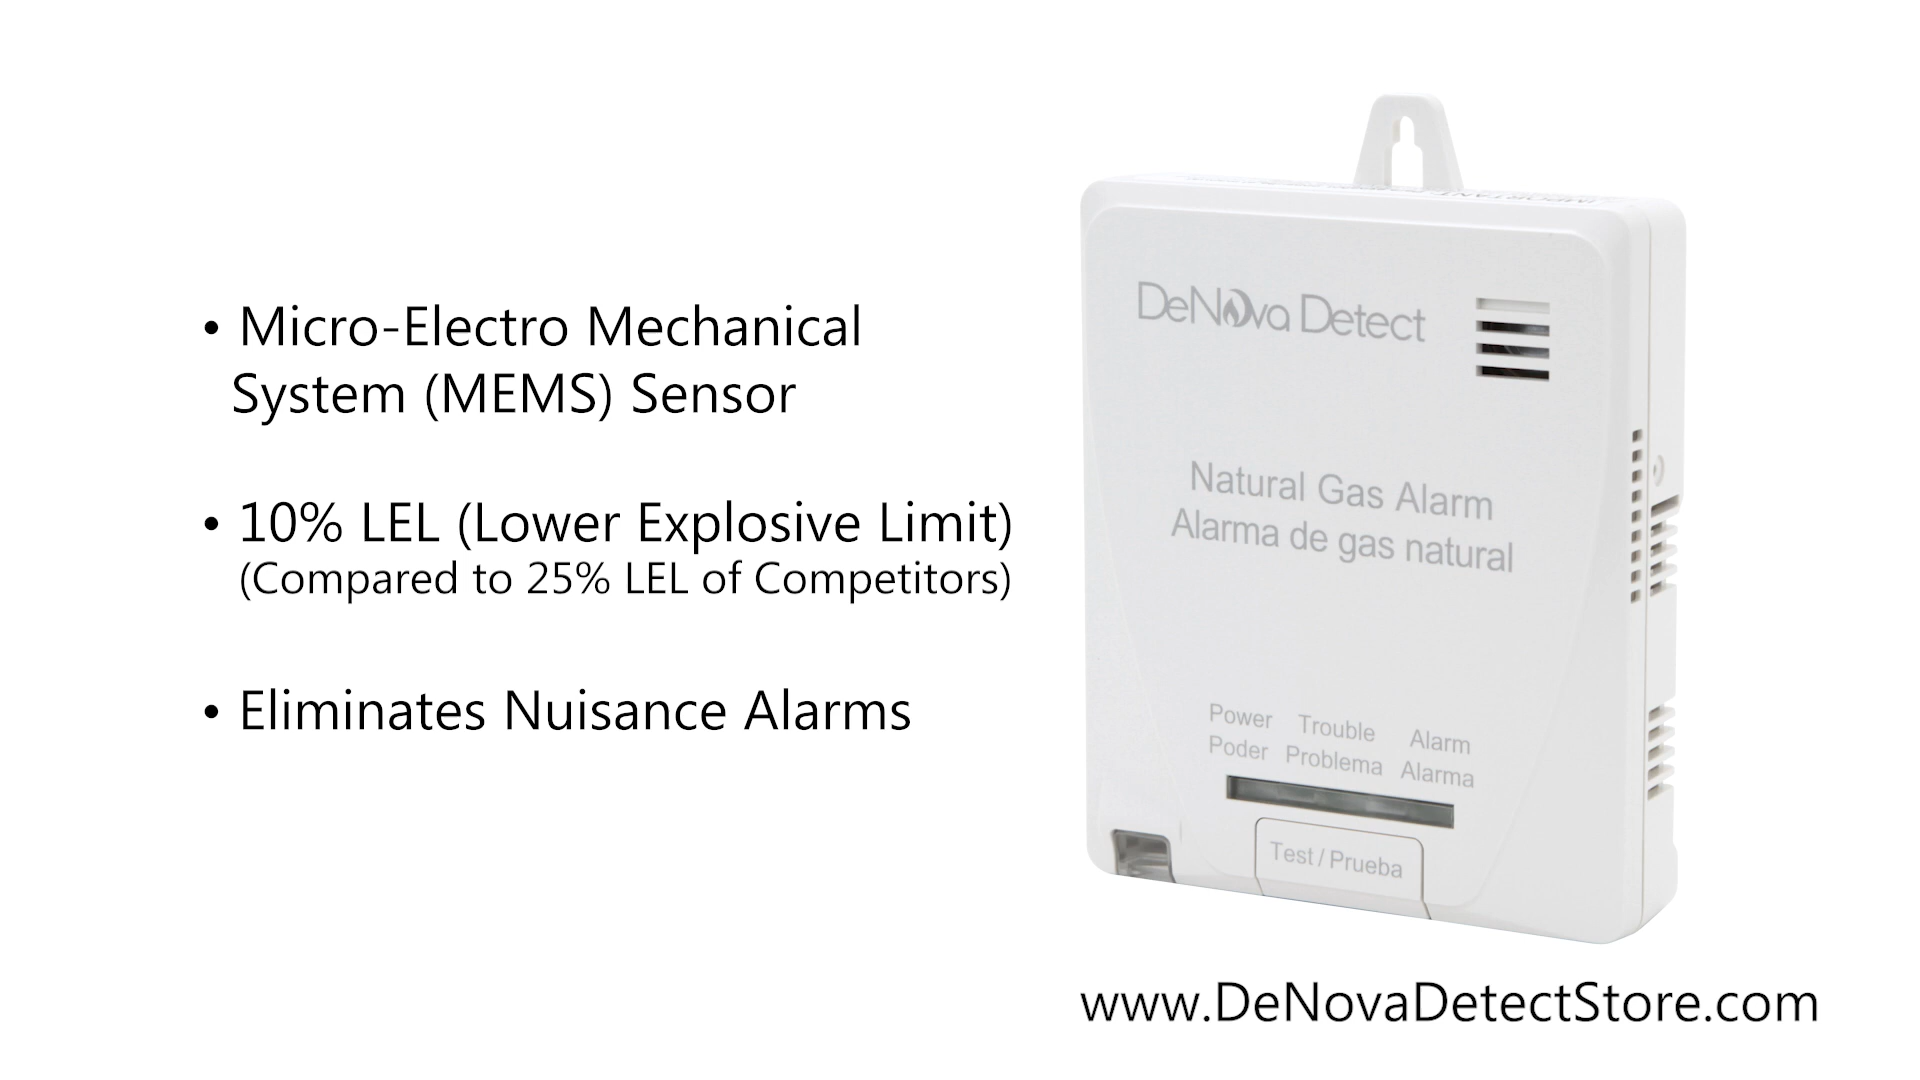 • Micro-Electro Mechanical
System (MEMS) Sensor
• 10% LEL (Lower Explosive Limit)
(Compared to 25% LEL of Competitors)
• Eliminates Nuisance Alarms
DeNova Detect
Natural Gas Alarm
Alarma de gas natural
Power Trouble Alarm
Poder Problema Alarma
Test / Prueba
www.DeNovaDetectStore.com